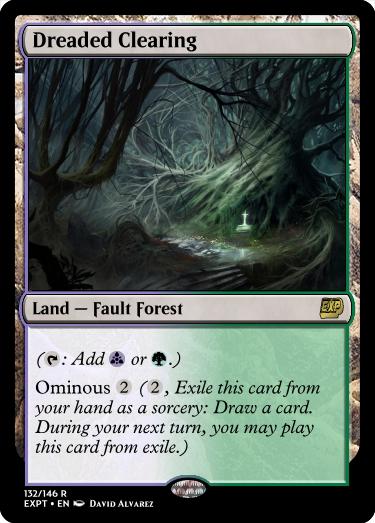 Dreaded Clearing
Land — Fault Forest
EXP
(T: Add or .)
Ominous 2 (2, Exile this card from
your hand as a sorcery: Draw a card.
During your next turn, you may play
this card from exile.)
132/146 R
EXPT • EN David Alvarez